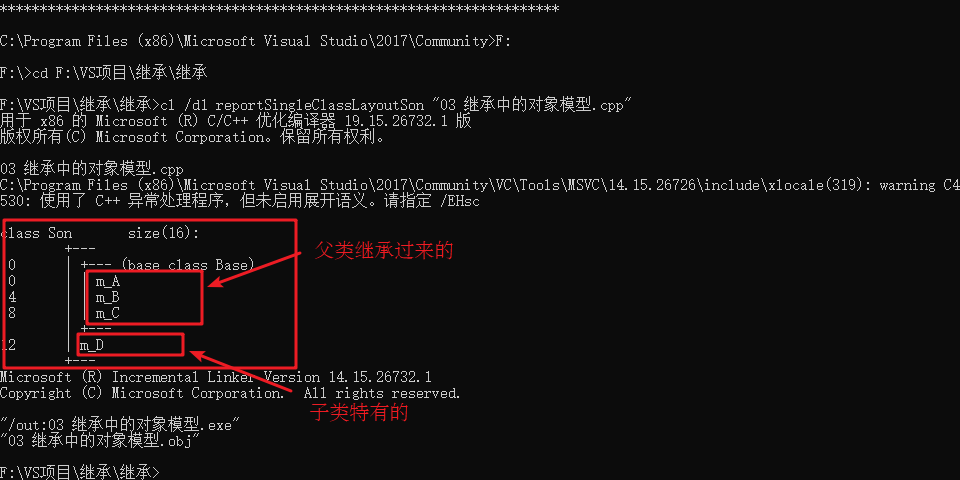 **********************************************************************
C:\Program Files (x86)\Microsoft Visual Studio\2017\Community>F:
F:\>cd F:\VS项目\继承\继承
F:\VS项目\继承\继承>cl /d1 reportSingleClassLayoutSon "03 继承中的对象模型.cpp"
用于 x86 的 Microsoft (R) C/C++ 优化编译器 19.15.26732.1 版
版权所有(C) Microsoft Corporation。保留所有权利。
03 继承中的对象模型.cpp
C:\Program Files (x86)\Microsoft Visual Studio\2017\Community\VC\Tools\MSVC\14.15.26726\include\xlocale(319): warning C4
530: 使用了 C++ 异常处理程序，但未启用展开语义。请指定 /EHsc
class Son       size(16):
        +---
 0      | +--- (base class Base)
 0      | | m_A
 4      | | m_B
 8      | | m_C
        | +---
12      | m_D
        +---
父类继承过来的
Microsoft (R) Incremental Linker Version 14.15.26732.1
Copyright (C) Microsoft Corporation.  All rights reserved.
子类特有的
"/out:03 继承中的对象模型.exe"
"03 继承中的对象模型.obj"
F:\VS项目\继承\继承>